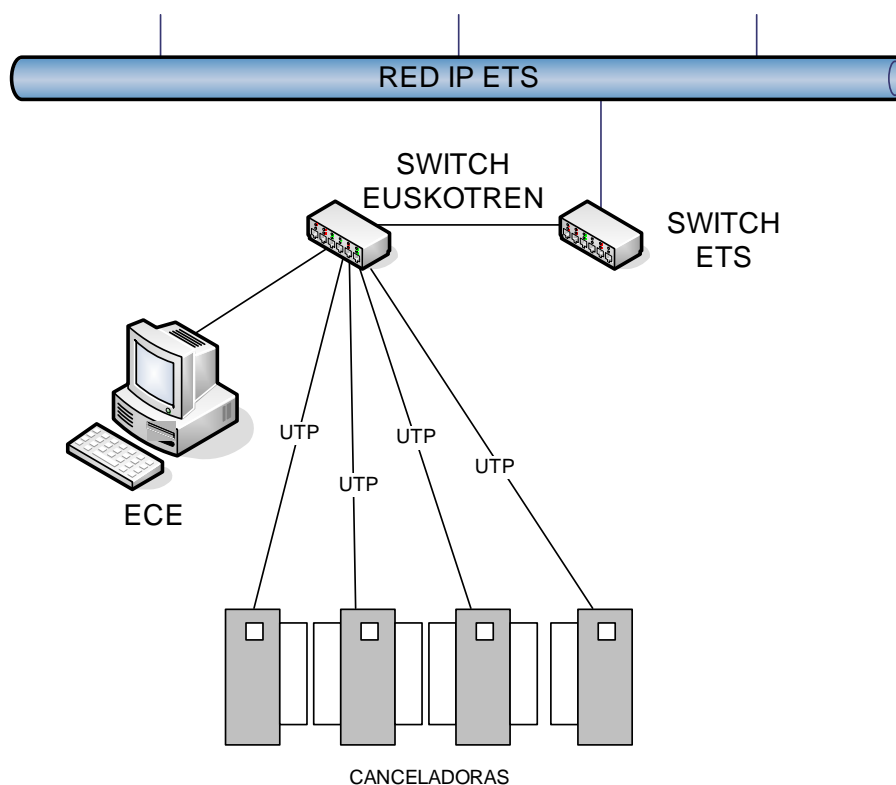 RED IP ETS
SWITCH
EUSKOTREN
SWITCH
ETS
UTP
UTP
UTP
UTP
ECE
CANCELADORAS